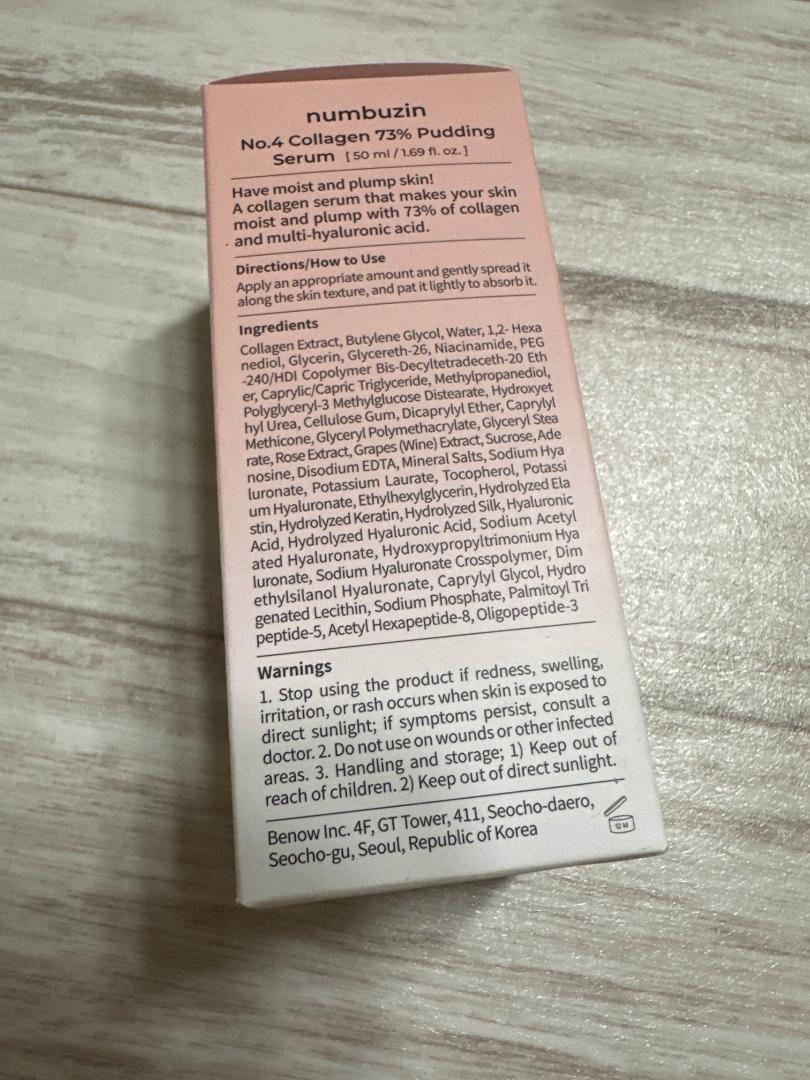 numbuzin
No.4 Collagen 73% Pudding
Serum [ 50 ml / 1.69 fl. oz. ]
Have moist and plump skin!
A collagen serum that makes your skin
moist and plump with 73% of collagen
and multi-hyaluronic acid.
Directions/How to Use
Apply an appropriate amount and gently spread it
along the skin texture, and pat it lightly to absorb it.
Ingredients
Collagen Extract, Butylene Glycol, Water, 1,2- Hexa
nediol, Glycerin, Glycereth-26, Niacinamide, PEG
-240/HDI Copolymer Bis-Decyltetradeceth-20 Eth
er, Caprylic/Capric Triglyceride, Methylpropanediol,
Polyglyceryl-3 Methylglucose Distearate, Hydroxyet
hyl Urea, Cellulose Gum, Dicaprylyl Ether, Caprylyl
Methicone, Glyceryl Polymethacrylate, Glyceryl Stea
rate, Rose Extract, Grapes (Wine) Extract, Sucrose, Ade
nosine, Disodium EDTA, Mineral Salts, Sodium Hya
luronate, Potassium Laurate, Tocopherol, Potassi
um Hyaluronate, Ethylhexylglycerin, Hydrolyzed Ela
stin, Hydrolyzed Keratin, Hydrolyzed Silk, Hyaluronic
Acid, Hydrolyzed Hyaluronic Acid, Sodium Acetyl
ated Hyaluronate, Hydroxypropyltrimonium Hya
luronate, Sodium Hyaluronate Crosspolymer, Dim
ethylsilanol Hyaluronate, Caprylyl Glycol, Hydro
genated Lecithin, Sodium Phosphate, Palmitoyl Tri
peptide-5, Acetyl Hexapeptide-8, Oligopeptide-3
Warnings
1. Stop using the product if redness, swelling,
irritation, or rash occurs when skin is exposed to
direct sunlight; if symptoms persist, consult a
doctor. 2. Do not use on wounds or other infected
areas. 3. Handling and storage; 1) Keep out of
reach of children. 2) Keep out of direct sunlight.
Benow Inc. 4F, GT Tower, 411, Seocho-daero,
Seocho-gu, Seoul, Republic of Korea
12 M